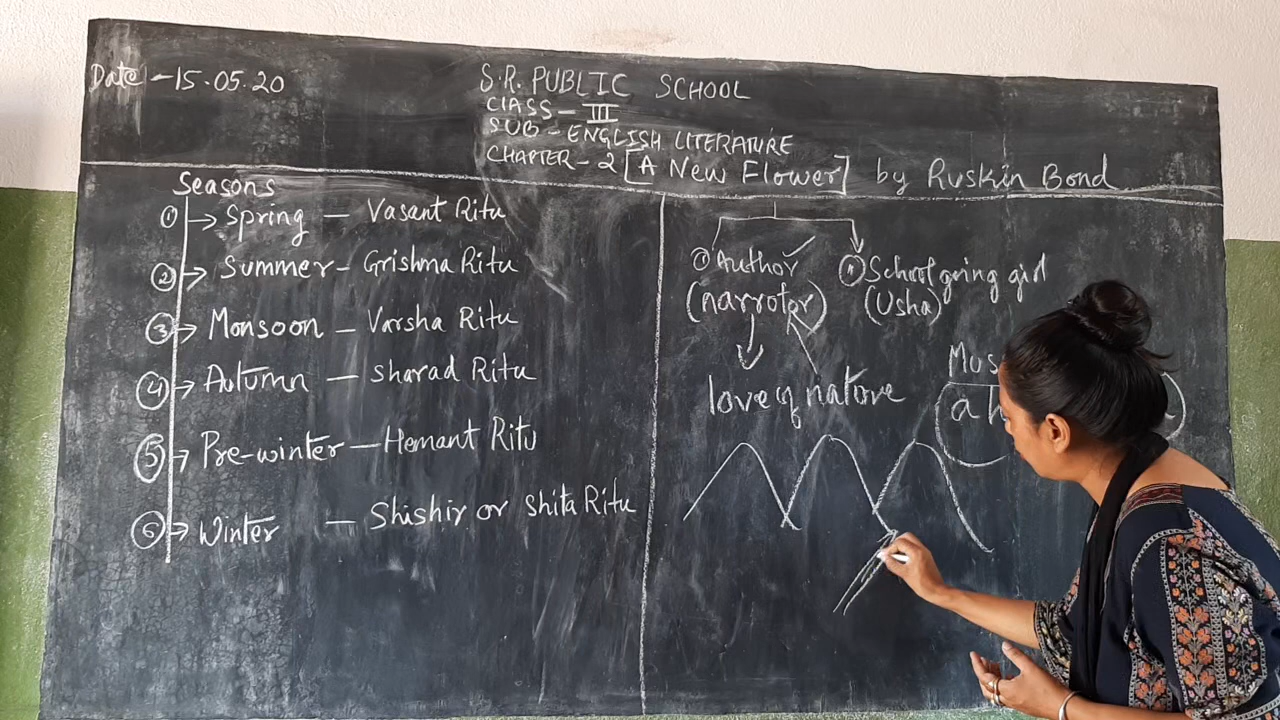 Date - 15.05.20
S.R. PUBLIC SCHOOL
CLASS - III
SUB - ENGLISH LITERATURE
CHAPTER - 2 [A New Flower] by Ruskin Bond
Seasons
① → Spring — Vasant Ritu
② → Summer - Grishma Ritu
③ → Monsoon — Varsha Ritu
④ → Autumn — Sharad Ritu
⑤ → Pre-winter — Hemant Ritu
⑥ → Winter — Shishir or Shita Ritu
① Author ✓
(narrator)
love of nature
① School going girl
(Usha)